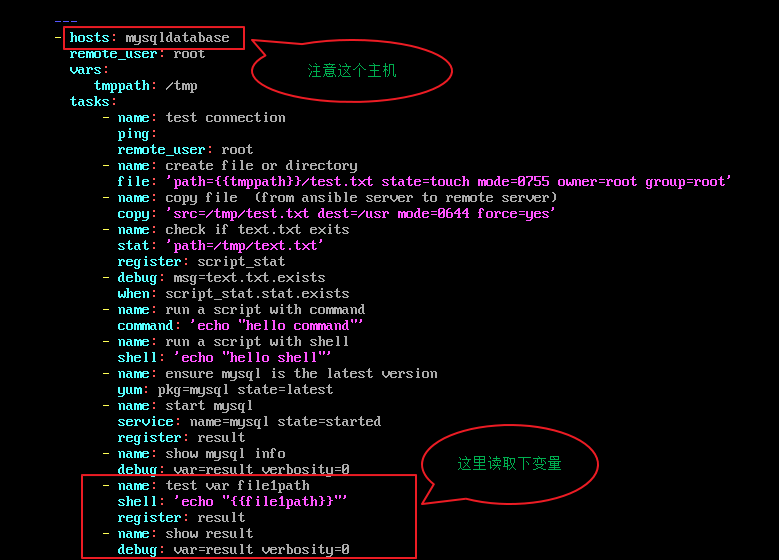 ---
- hosts: mysqldatabase
remote_user: root
注意这个主机
vars:
tmppath: /tmp
tasks:
- name: test connection
ping:
remote_user: root
- name: create file or directory
file: 'path={{tmppath}}/test.txt state=touch mode=0755 owner=root group=root'
- name: copy file  (from ansible server to remote server)
copy: 'src=/tmp/test.txt dest=/usr mode=0644 force=yes'
- name: check if text.txt exits
stat: 'path=/tmp/text.txt'
register: script_stat
- debug: msg=text.txt.exists
when: script_stat.stat.exists
- name: run a script with command
command: 'echo "hello command"'
- name: run a script with shell
shell: 'echo "hello shell"'
- name: ensure mysql is the latest version
yum: pkg=mysql state=latest
- name: start mysql
service: name=mysql state=started
register: result
- name: show mysql info
debug: var=result verbosity=0
这里读取下变量
- name: test var file1path
shell: 'echo "{{file1path}}"'
register: result
- name: show result
debug: var=result verbosity=0